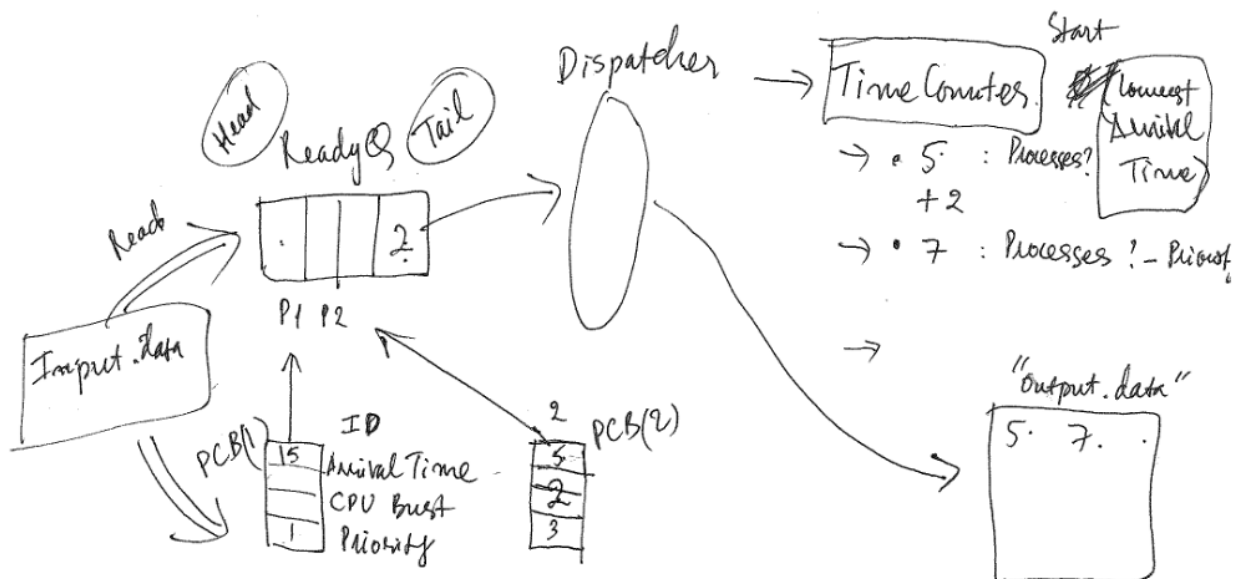 Start
Dispatcher
Time Counter
(lowest
Arrival
Time)
Head
ReadyQ
Tail
→ • 5 : Processes?
+2
→ • 7 : Processes ? –
2
Read
P1 P2
Input.data
→
"output.data"
5. 7. .
ID
PCB(1)
15
Arrival Time
CPU Bust
1
Priority
2
PCB(2)
5
2
3